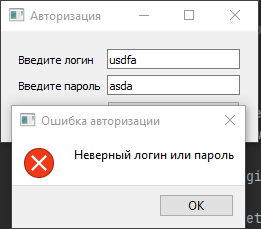 Авторизация
Введите логин usdfa
Введите пароль asda
Ошибка авторизации
Неверный логин или пароль
OK